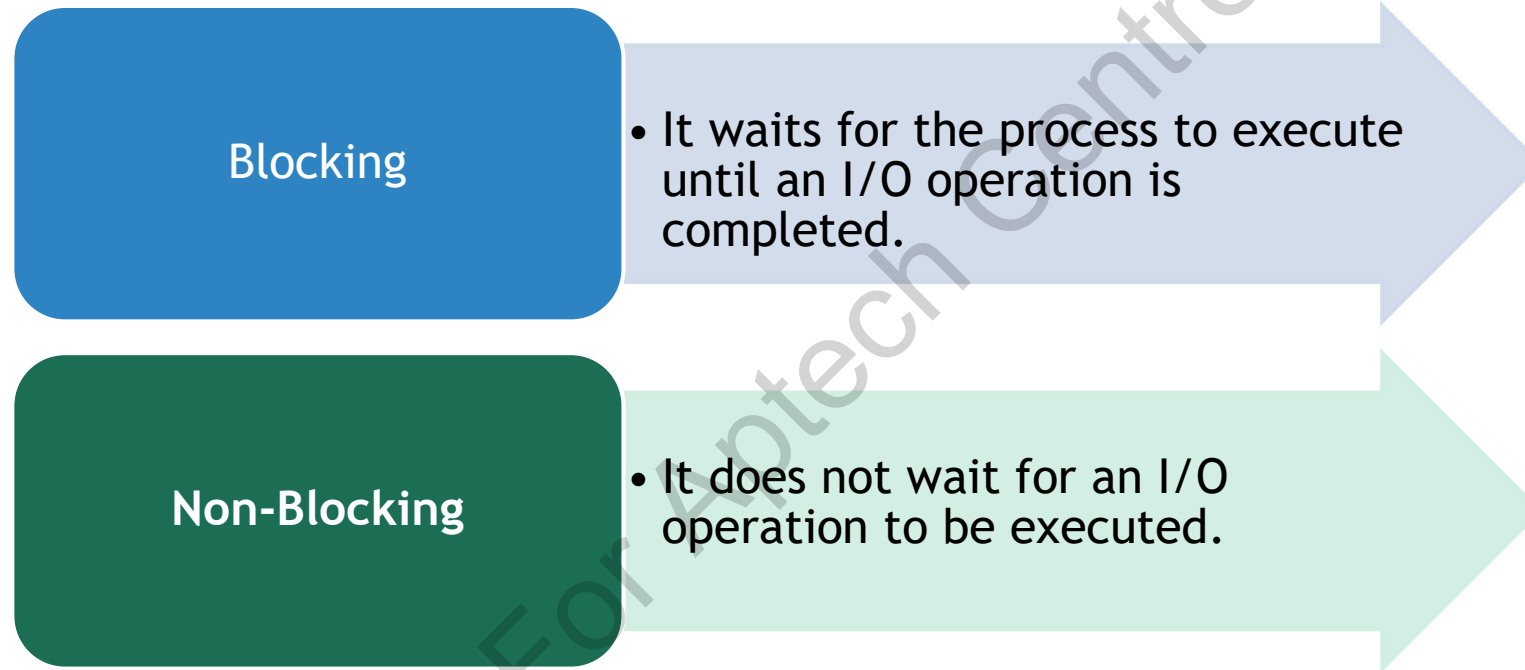 Blocking
• It waits for the process to execute
until an I/O operation is
completed.
Non-Blocking
• It does not wait for an I/O
operation to be executed.
For Aptech Centre